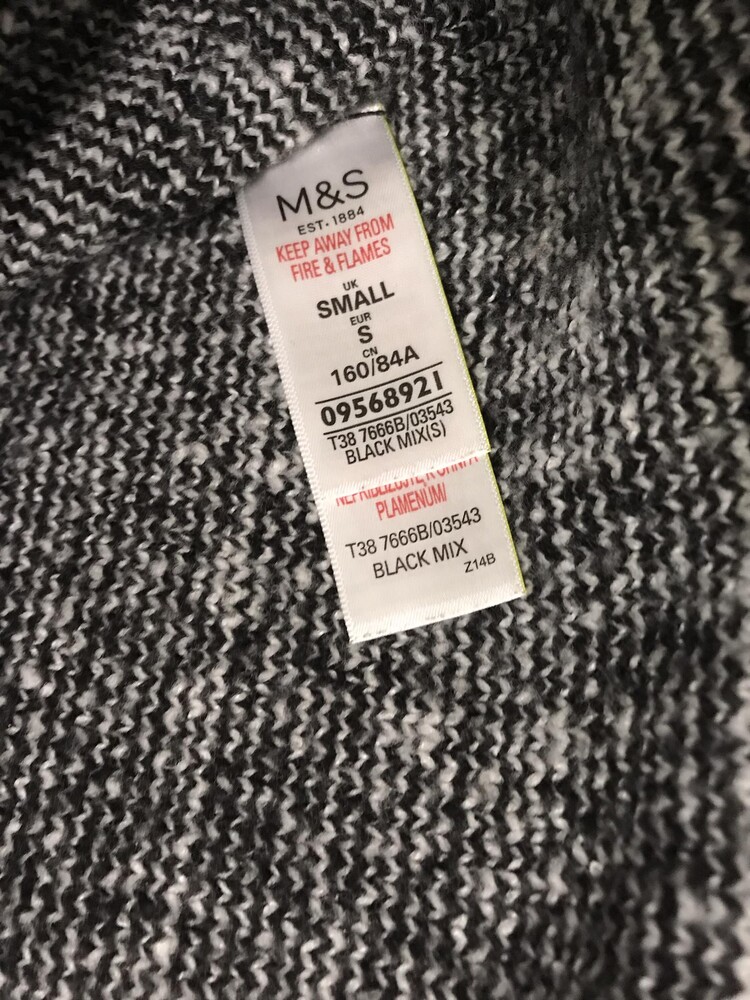 M&S
EST•1884
KEEP AWAY FROM
FIRE & FLAMES
UK
SMALL
EUR
S
CN
160/84A
09568921
T38 7666B/03543
BLACK MIX(S)
PLAMENUM/
T38 7666B/03543
BLACK MIX
Z14B